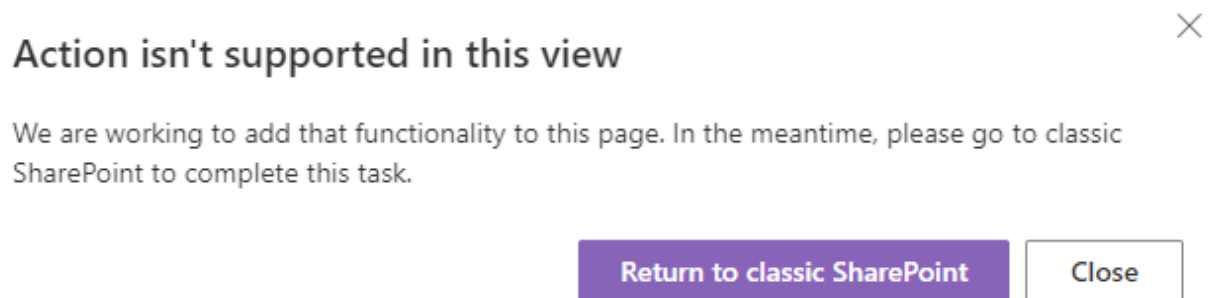 Action isn't supported in this view
We are working to add that functionality to this page. In the meantime, please go to classic
SharePoint to complete this task.
Return to classic SharePoint
Close